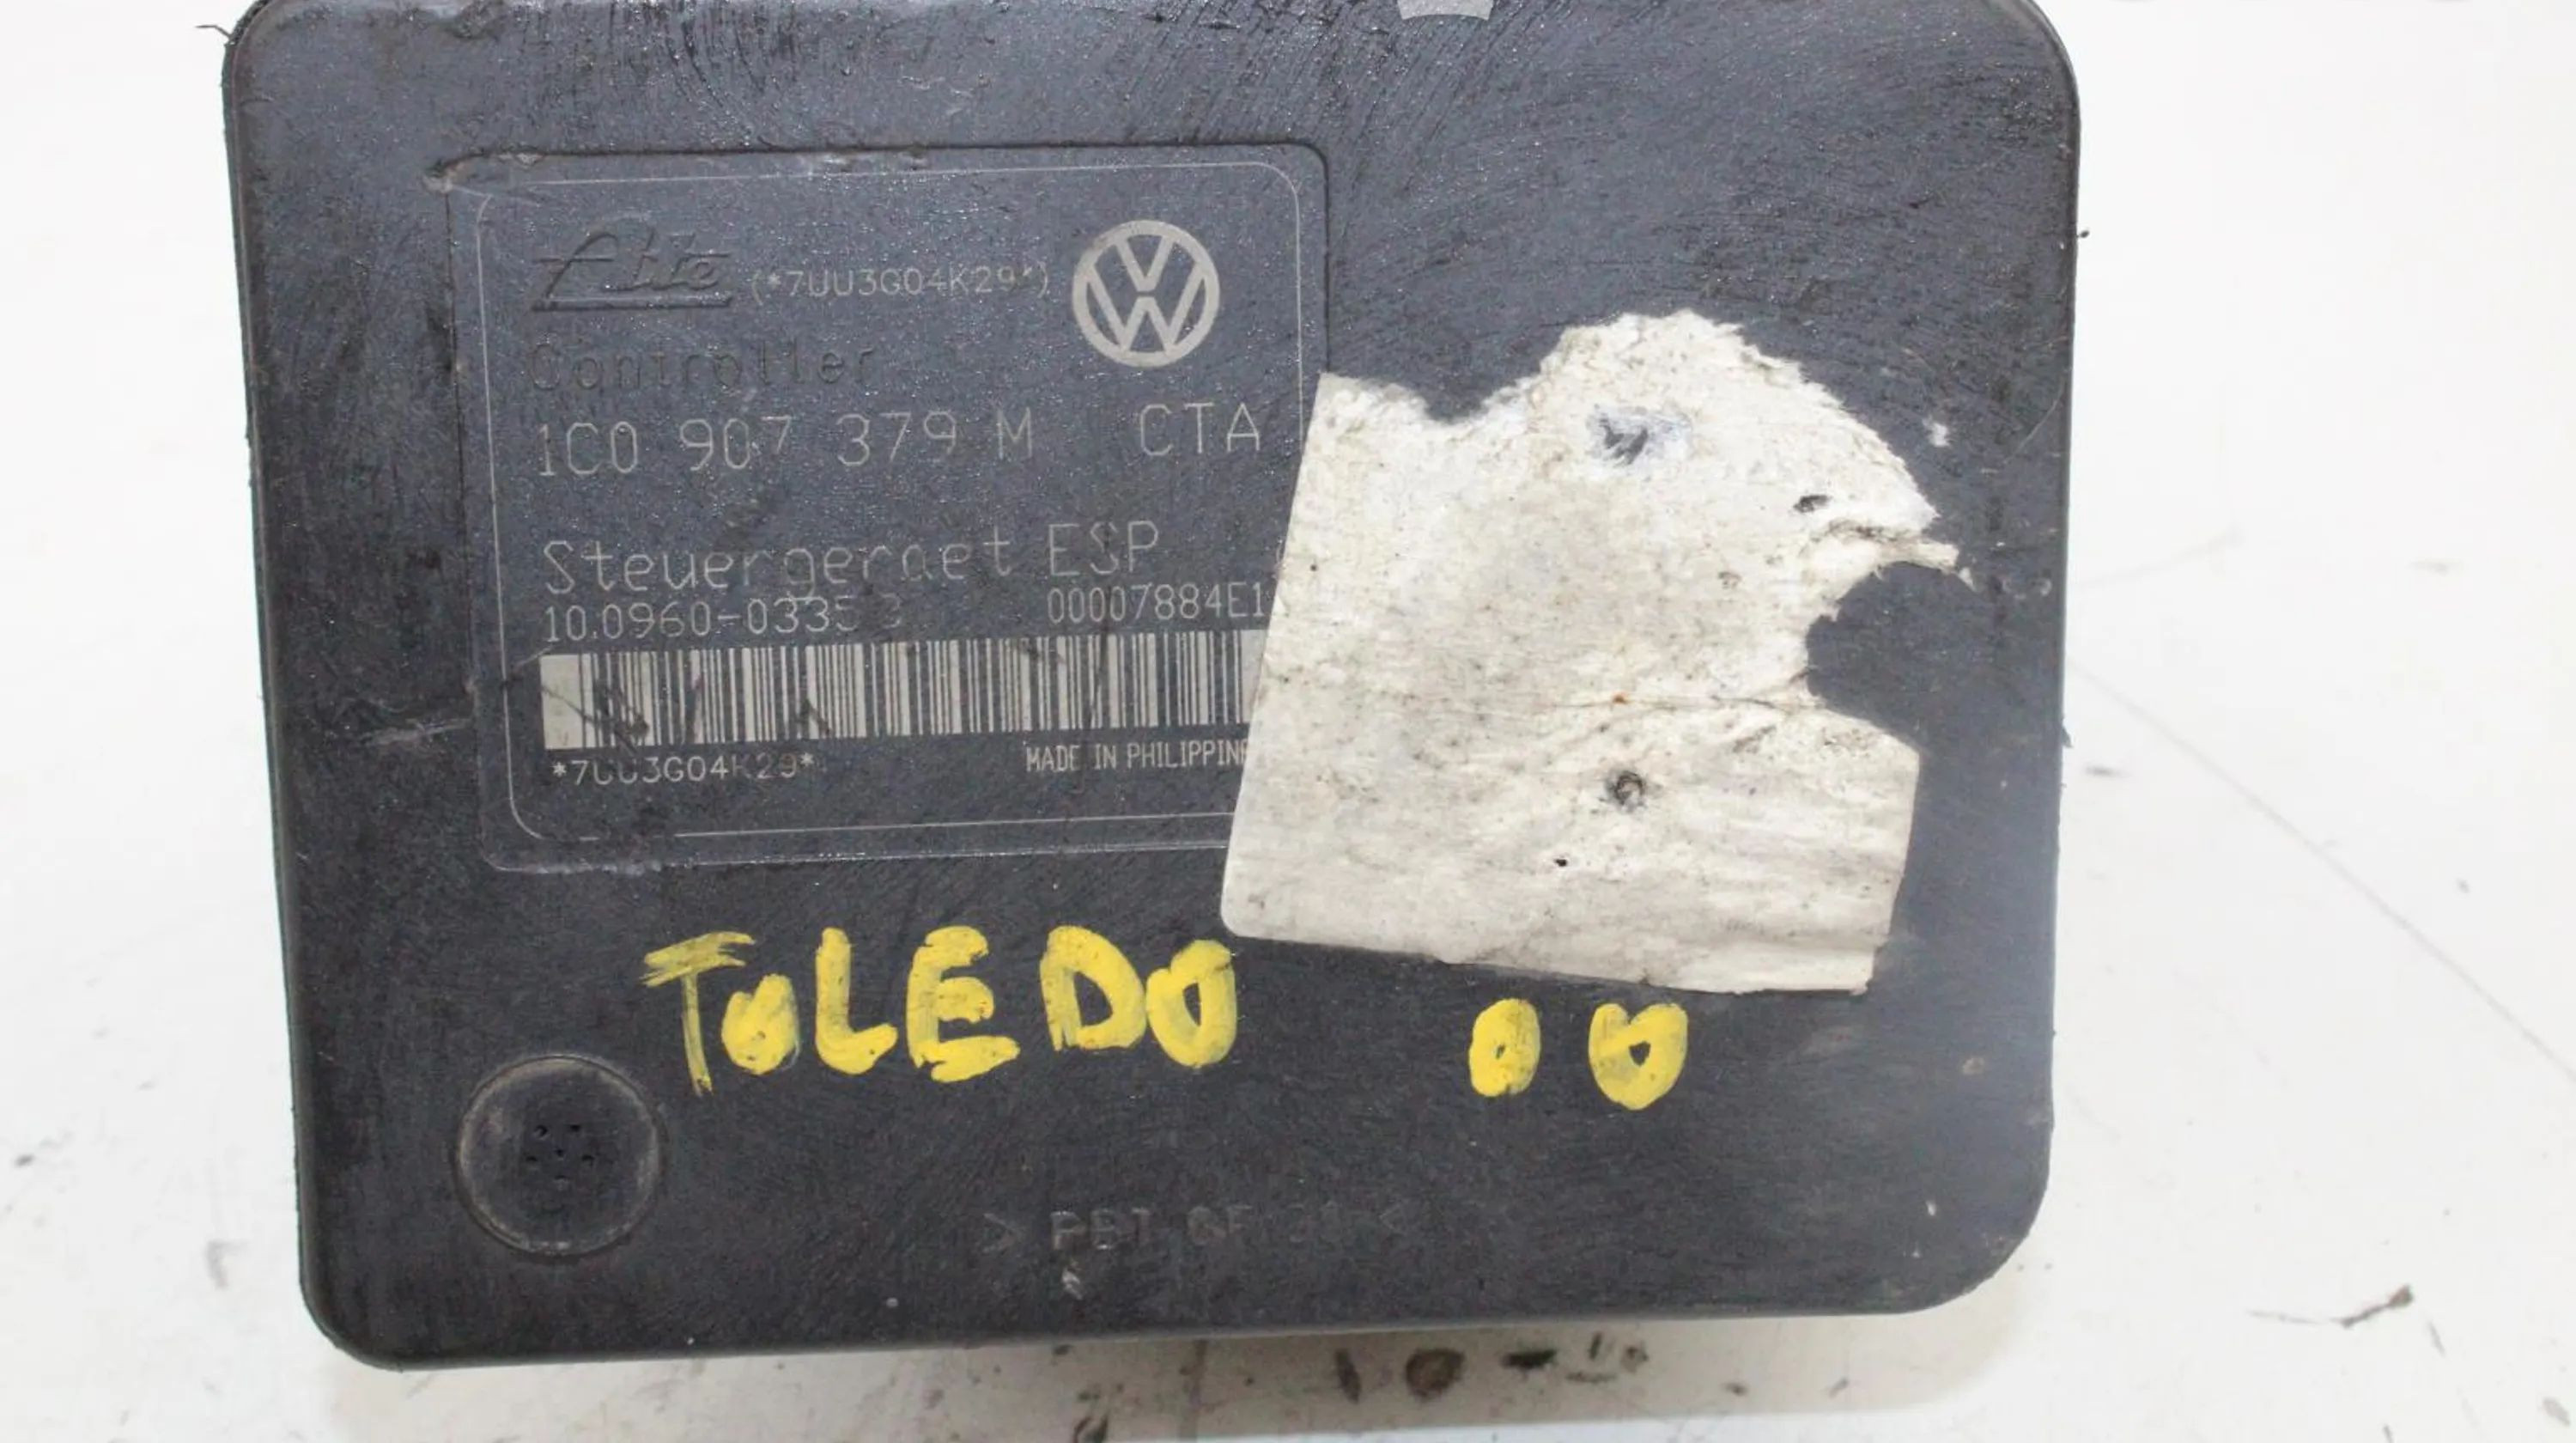 Ate (*7UU3G04K29*)
Controller
1C0 907 379 M CTA
Steuergeraet ESP
10.0960-0335.3 00007884E1
*7UU3G04K29* MADE IN PHILIPPINE
TOLEDO 00